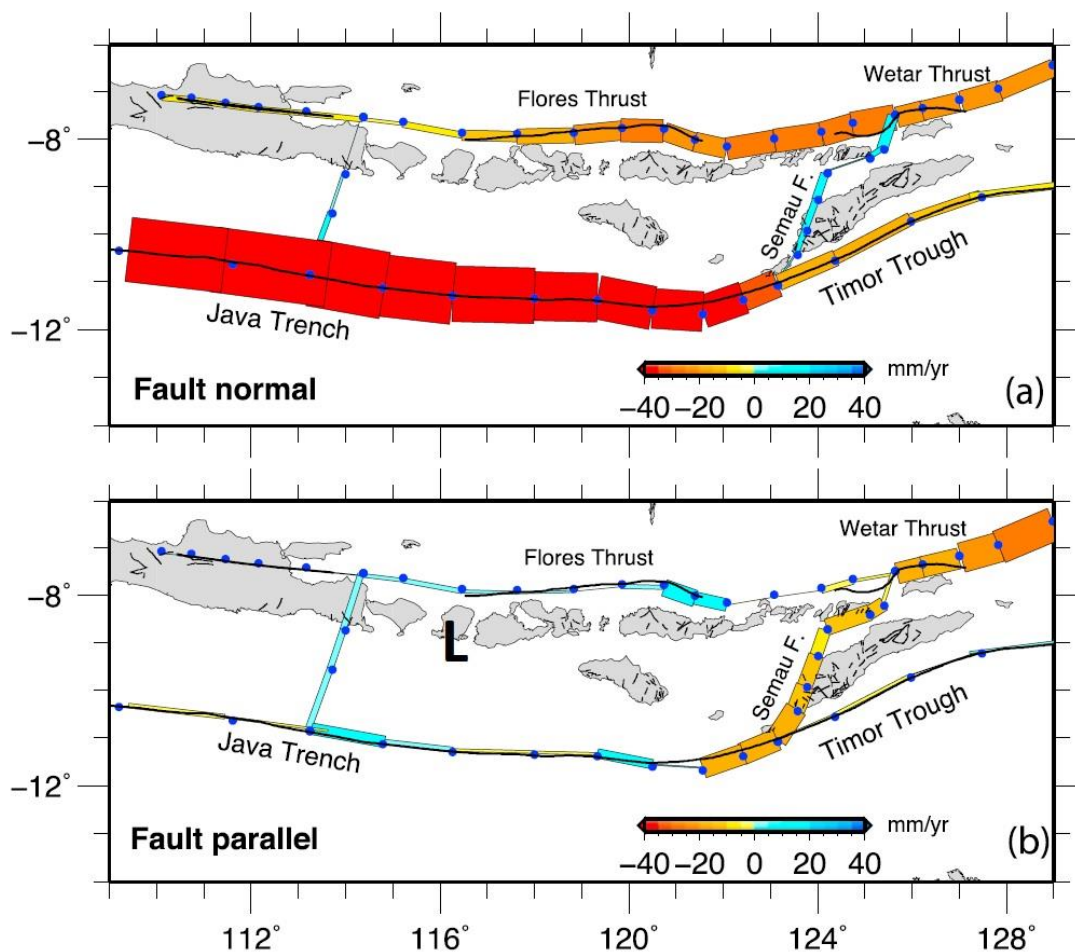 Wetar Thrust
Flores Thrust
-8°
Semau F.
Timor Trough
Java Trench
-12°
mm/yr
Fault normal
-40 -20 0 20 40
(a)
Wetar Thrust
Flores Thrust
-8°
L
Semau F.
Timor Trough
Java Trench
-12°
mm/yr
Fault parallel
-40 -20 0 20 40
(b)
112° 116° 120° 124° 128°